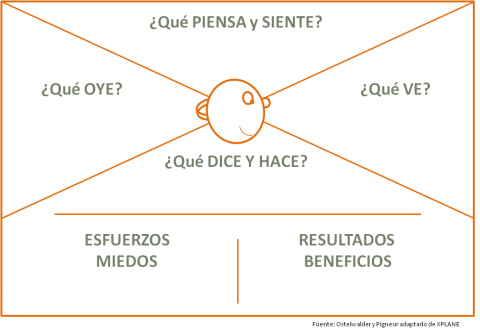 ¿Qué PIENSA y SIENTE?
¿Qué OYE?
¿Qué VE?
¿Qué DICE Y HACE?
ESFUERZOS
MIEDOS
RESULTADOS
BENEFICIOS
Fuente: Ostelwalder y Pigneur adaptado de XPLANE